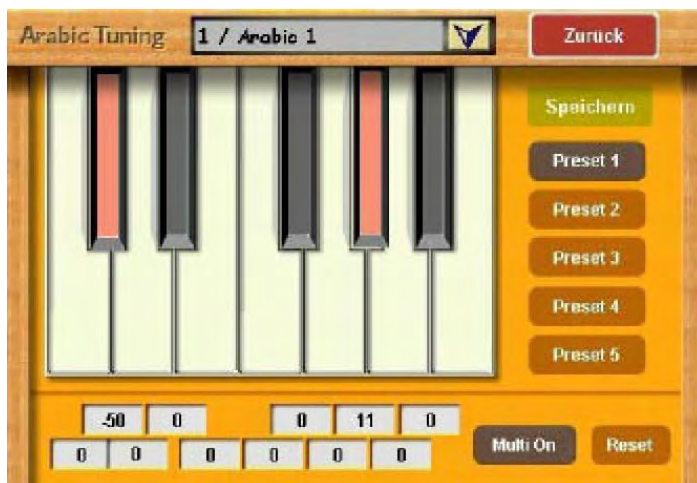 Arabic Tuning 1 / Arabic 1 Zurück
Speichern
Preset 1
Preset 2
Preset 3
Preset 4
Preset 5
-50 0 0 11 0
0 0 0 0 0 0
Multi On Reset